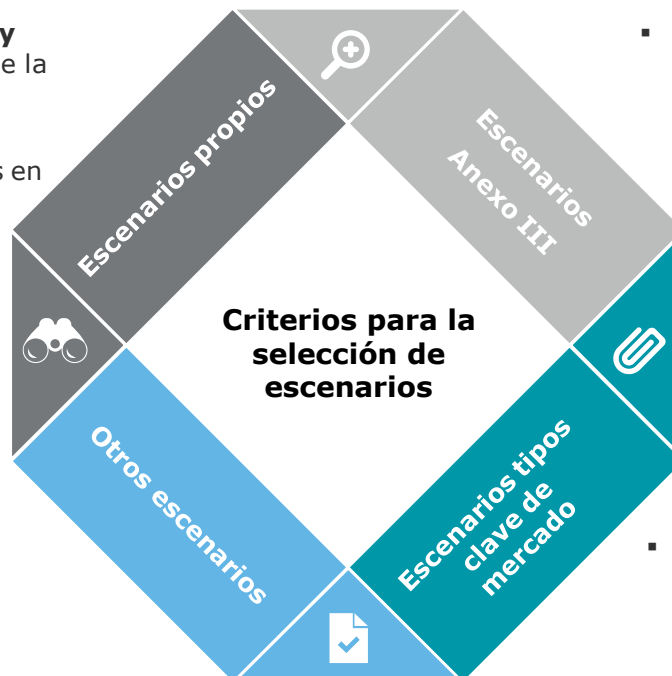 y
e la
s en
Escenarios propios
Escenarios
Anexo III
Criterios para la
selección de
escenarios
Otros escenarios
Escenarios tipos
clave de
mercado